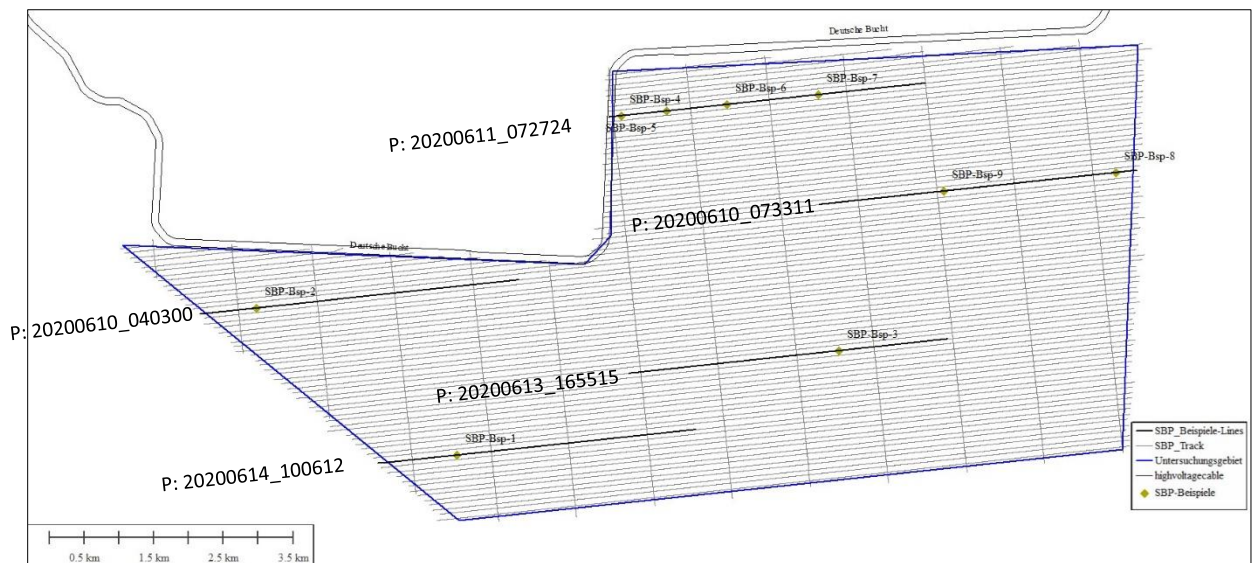 Deutsche Bucht
SBP-Bsp-7
SBP-Bsp-6
SBP-Bsp-4
SBP-Bsp-5
P: 20200611_072724
SBP-Bsp-8
SBP-Bsp-9
P: 20200610_073311
Deutsche Bucht
SBP-Bsp-2
P: 20200610_040300
SBP-Bsp-3
P: 20200613_165515
SBP-Bsp-1
P: 20200614_100612
SBP_Beispiele-Lines
SBP_Track
Untersuchungsgebiet
highvoltagecable
SBP-Beispiele
0.5 km 1.5 km 2.5 km 3.5 km